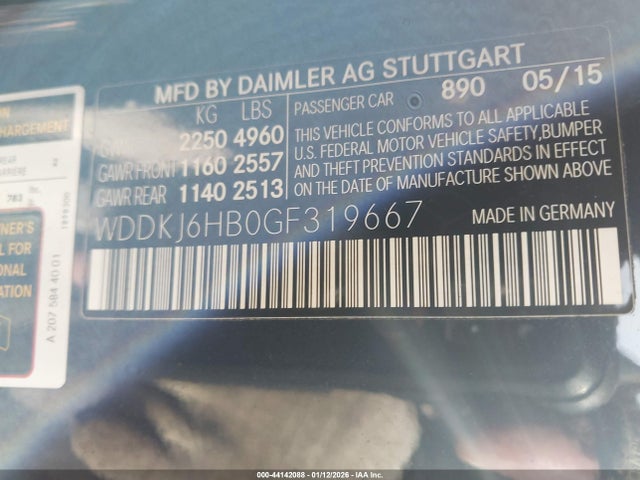 MFD BY DAIMLER AG STUTTGART
KG LBS
PASSENGER CAR 890 05/15
2250 4960
GAWR FRONT 1160 2557
GAWR REAR 1140 2513
THIS VEHICLE CONFORMS TO ALL APPLICABLE
U.S. FEDERAL MOTOR VEHICLE SAFETY, BUMPER
AND THEFT PREVENTION STANDARDS IN EFFECT
ON THE DATE OF MANUFACTURE SHOWN ABOVE
WDDKJ6HB0GF319667
MADE IN GERMANY
CHARGEMENT
A 207 584 40 01
000-44142088 - 01/12/2026 - IAA Inc.